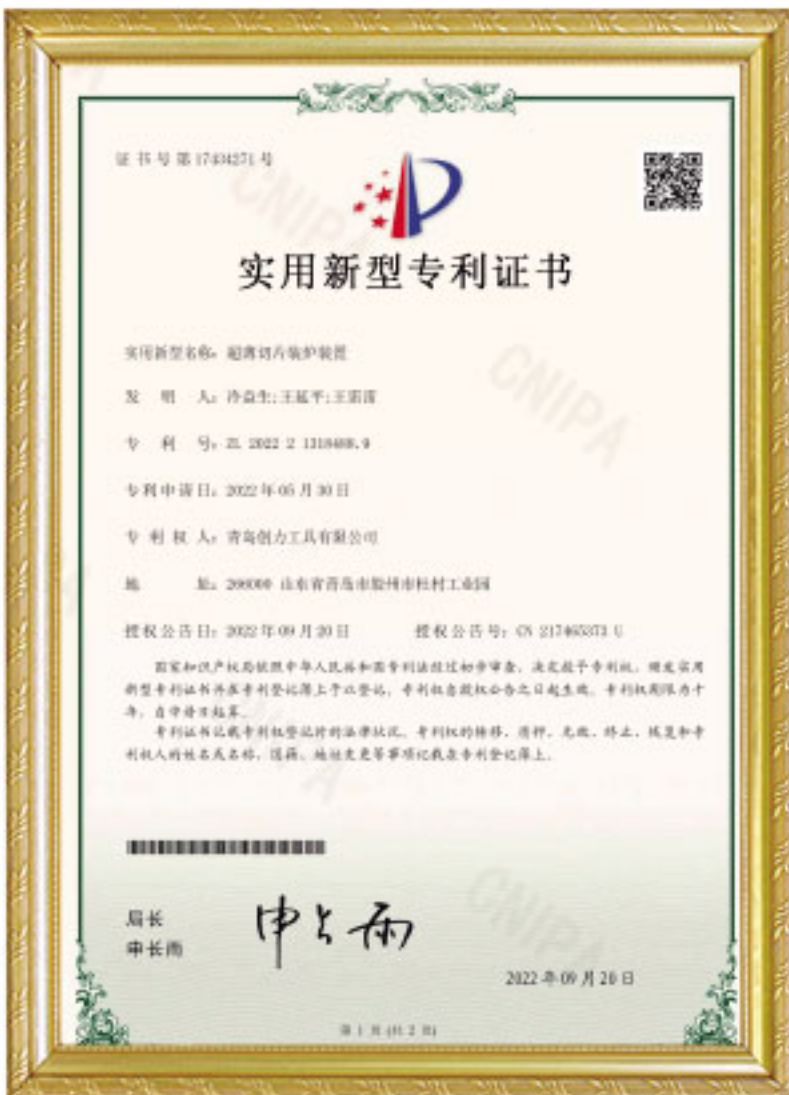 证书号第17434271号
实用新型专利证书
实用新型名称：超薄切片装炉装置
发 明 人：冷益生;王延平;王雷雷
专 利 号：ZL 2022 2 1318488.9
专利申请日：2022年05月30日
专 利 权 人：青岛创力工具有限公司
地 址：266000 山东省青岛市胶州市杜村工业园
授权公告日：2022年09月20日 授权公告号：CN 217465373 U
国家知识产权局依照中华人民共和国专利法经过初步审查，决定授予专利权，颁发实用
新型专利证书并在专利登记簿上予以登记。专利权自授权公告之日起生效。专利权期限为十
年，自申请日起算。
专利证书记载专利权登记时的法律状况。专利权的转移、质押、无效、终止、恢复和专
利权人的姓名或名称、国籍、地址变更等事项记载在专利登记簿上。
局长
申长雨
申长雨
2022年09月20日
第 1 页 (共 2 页)
CNIPA
CNIPA
CNIPA